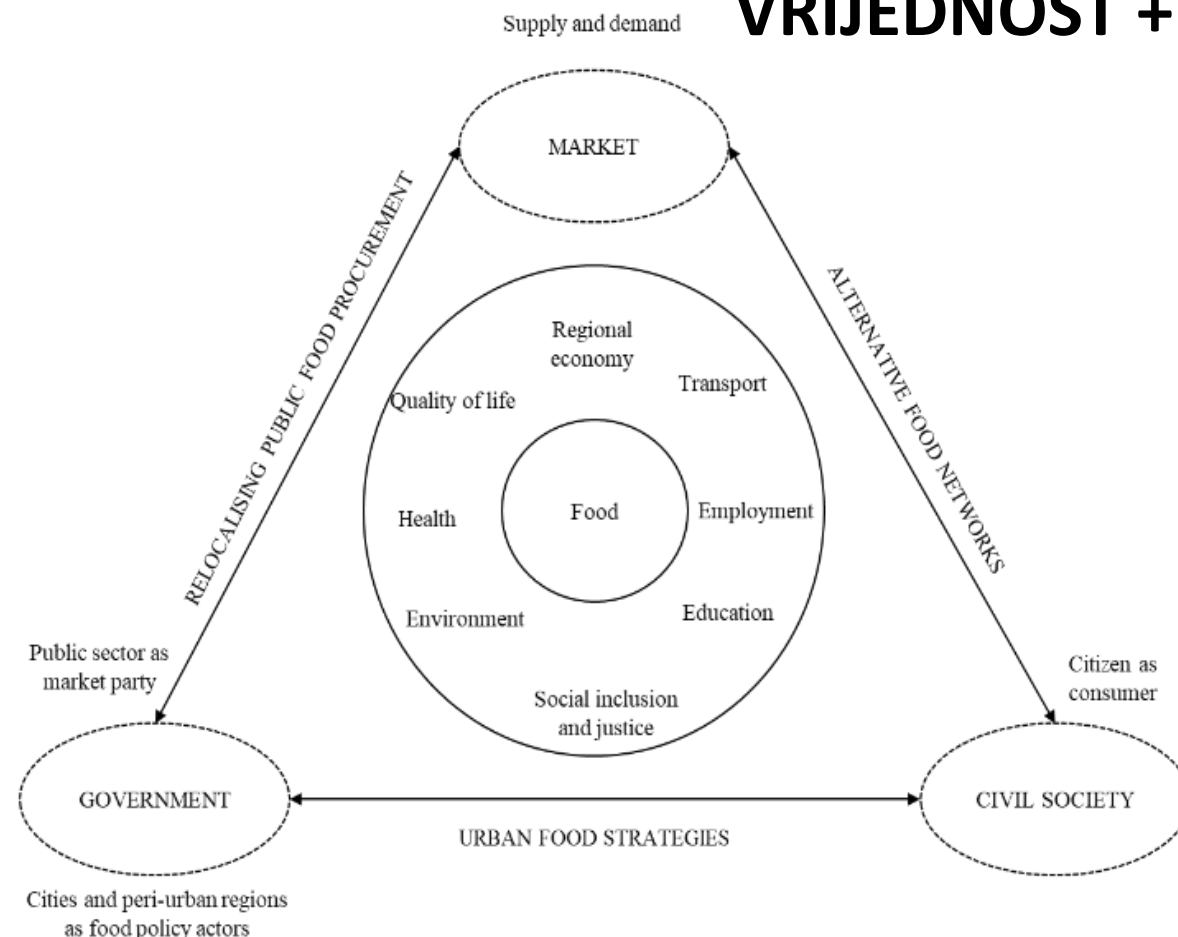 VRIJEDNOST +
Supply and demand
MARKET
RELOCALISING PUBLIC FOOD PROCUREMENT
ALTERNATIVE FOOD NETWORKS
Regional
economy
Transport
Quality of life
Health
Food
Employment
Environment
Education
Social inclusion
and justice
Public sector as
market party
Citizen as
consumer
GOVERNMENT
CIVIL SOCIETY
URBAN FOOD STRATEGIES
Cities and peri-urban regions
as food policy actors